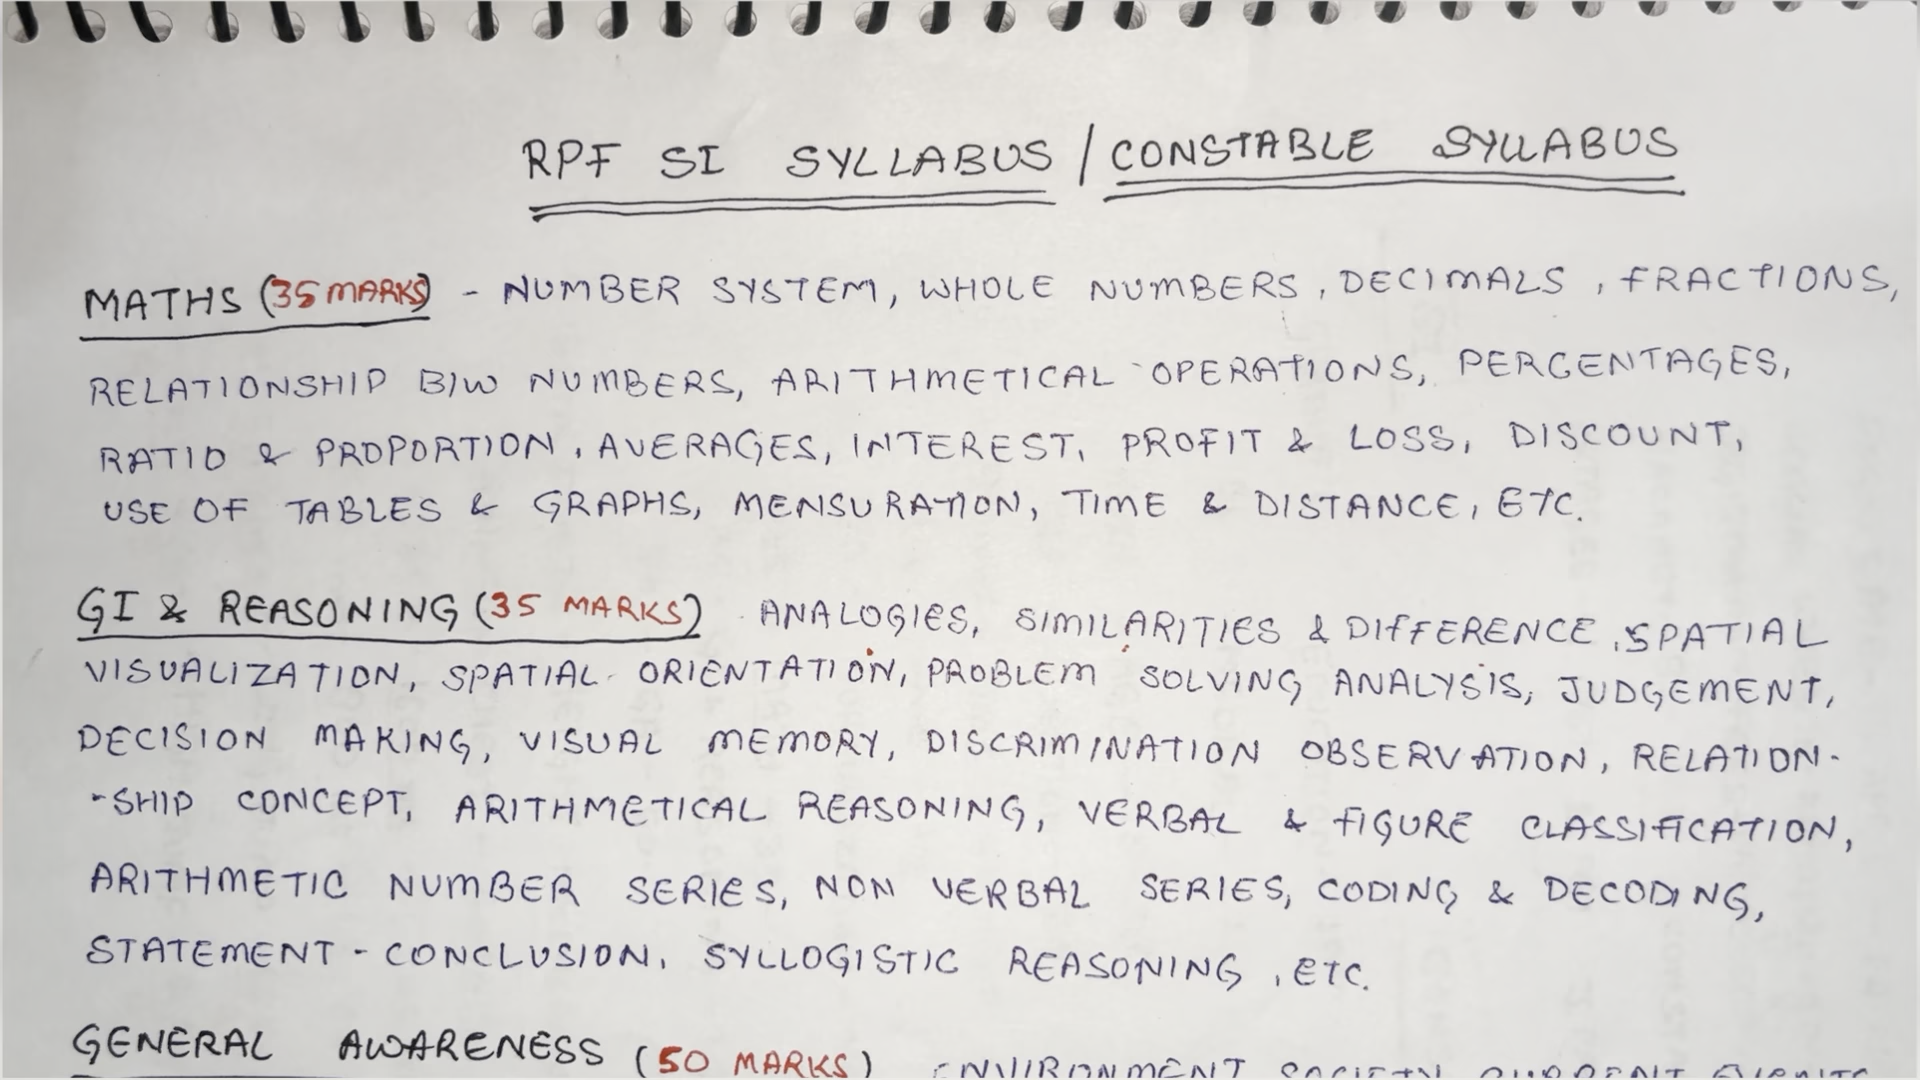 RPF SI SYLLABUS / CONSTABLE SYLLABUS
MATHS (35 MARKS) - NUMBER SYSTEM, WHOLE NUMBERS, DECIMALS, FRACTIONS,
RELATIONSHIP B/W NUMBERS, ARITHMETICAL OPERATIONS, PERCENTAGES,
RATIO & PROPORTION, AVERAGES, INTEREST, PROFIT & LOSS, DISCOUNT,
USE OF TABLES & GRAPHS, MENSURATION, TIME & DISTANCE, ETC.
GI & REASONING (35 MARKS) ANALOGIES, SIMILARITIES & DIFFERENCE, SPATIAL
VISUALIZATION, SPATIAL ORIENTATION, PROBLEM SOLVING ANALYSIS, JUDGEMENT,
DECISION MAKING, VISUAL MEMORY, DISCRIMINATION OBSERVATION, RELATION-
-SHIP CONCEPT, ARITHMETICAL REASONING, VERBAL & FIGURE CLASSIFICATION,
ARITHMETIC NUMBER SERIES, NON VERBAL SERIES, CODING & DECODING,
STATEMENT - CONCLUSION, SYLLOGISTIC REASONING, ETC.
GENERAL AWARENESS (50 MARKS) ENVIRONMENT SOCIETY CURRENT EVENTS